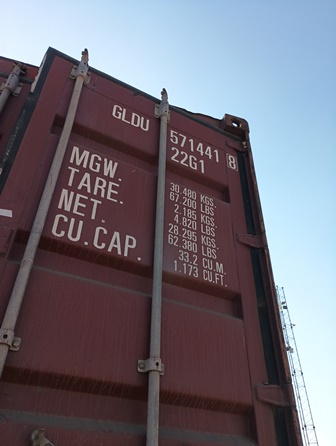 GLDU 571441 8
22G1
MGW. 30.480 KGS.
67.200 LBS
TARE. 2.185 KGS.
4.820 LBS
NET. 28.295 KGS.
62.380 LBS
CU.CAP. 33.2 CU.M.
1.173 CU.FT.